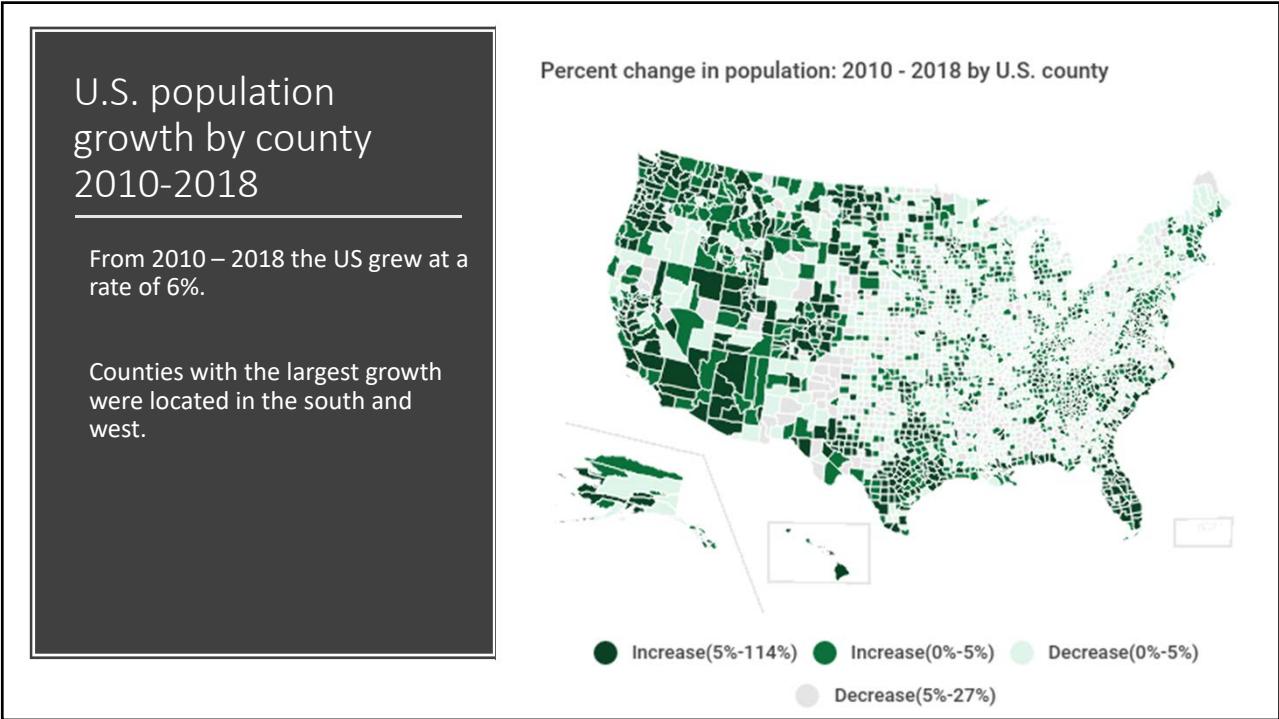 U.S. population
growth by county
2010-2018
From 2010 – 2018 the US grew at a
rate of 6%.
Counties with the largest growth
were located in the south and
west.
Percent change in population: 2010 - 2018 by U.S. county
Increase(5%-114%) Increase(0%-5%) Decrease(0%-5%)
Decrease(5%-27%)